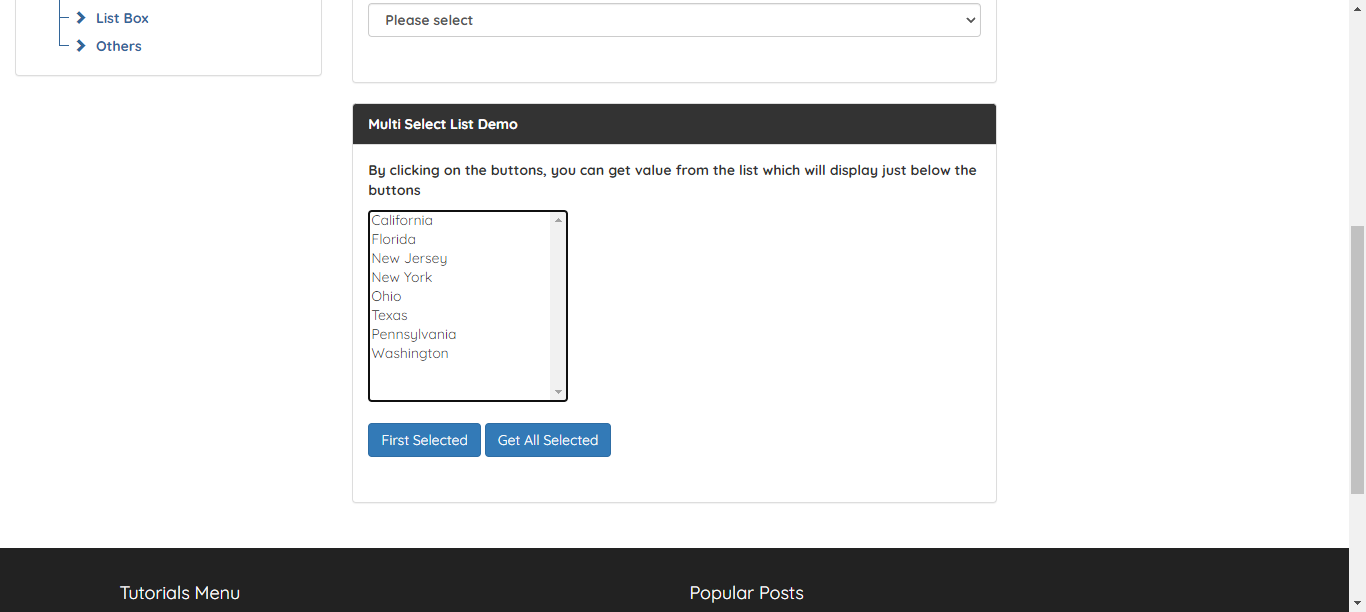 List Box
Others
Please select
Multi Select List Demo
By clicking on the buttons, you can get value from the list which will display just below the
buttons
California
Florida
New Jersey
New York
Ohio
Texas
Pennsylvania
Washington
First Selected
Get All Selected
Tutorials Menu
Popular Posts